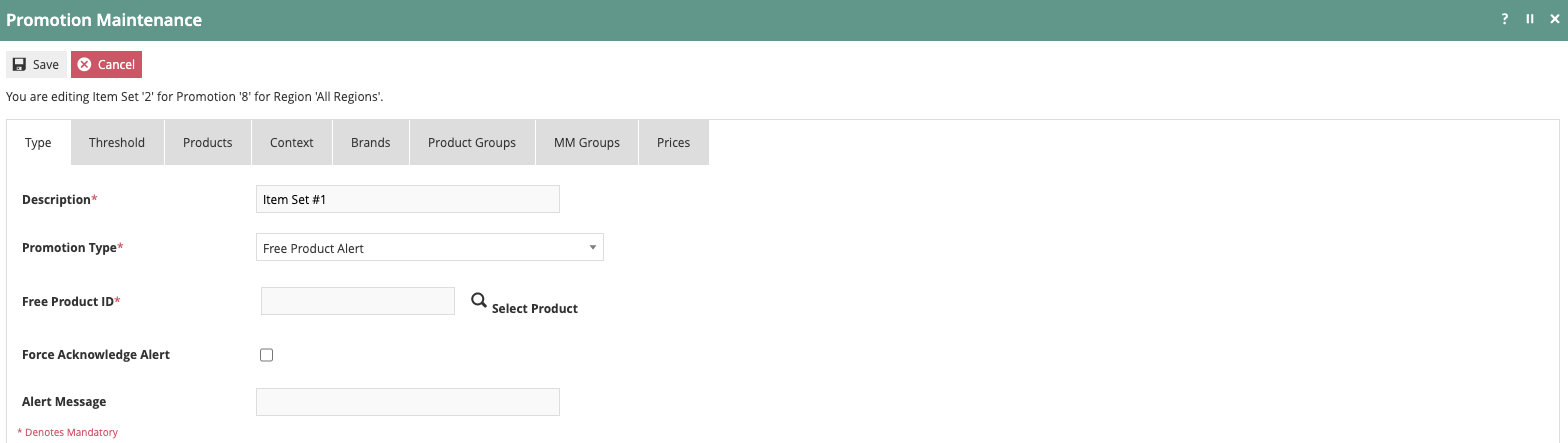 Promotion Maintenance
?
Save Cancel
You are editing Item Set '2' for Promotion '8' for Region 'All Regions'.
Type Threshold Products Context Brands Product Groups MM Groups Prices
Description* Item Set #1
Promotion Type* Free Product Alert
Free Product ID* Select Product
Force Acknowledge Alert
Alert Message
* Denotes Mandatory